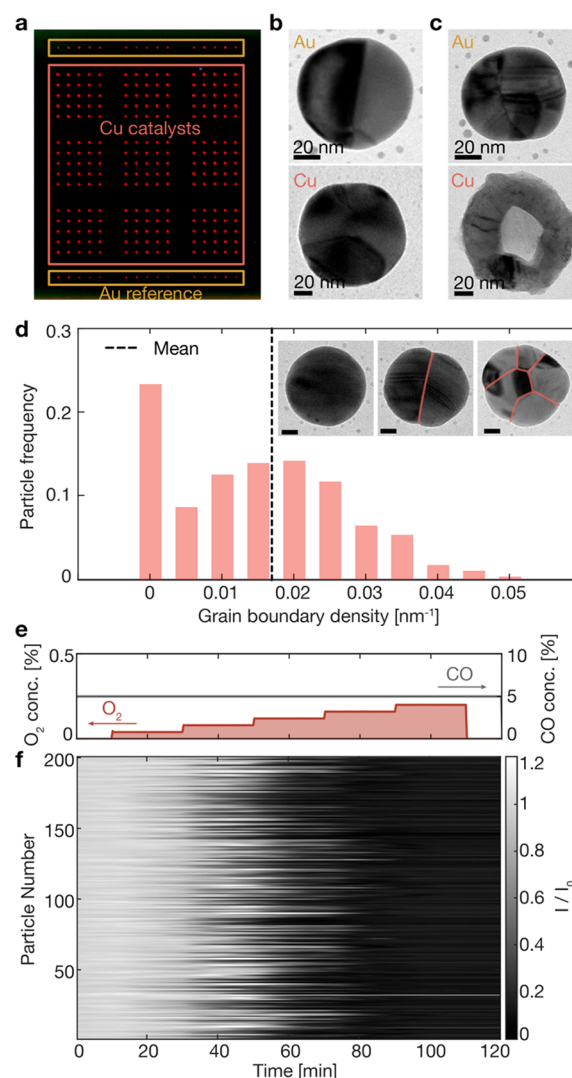 a
Cu catalysts
Au reference
b
Au
20 nm
Cu
20 nm
c
Au
20 nm
Cu
20 nm
d
0.3
0.2
0.1
0
Particle frequency
Mean
0 0.01 0.02 0.03 0.04 0.05
Grain boundary density [nm⁻¹]
e
O₂ conc. [%]
0.5
0
O₂
CO
10
5
0
CO conc. [%]
f
200
150
100
50
Particle Number
0 20 40 60 80 100 120
Time [min]
1.2
1
0.8
0.6
0.4
0.2
0
I / I₀